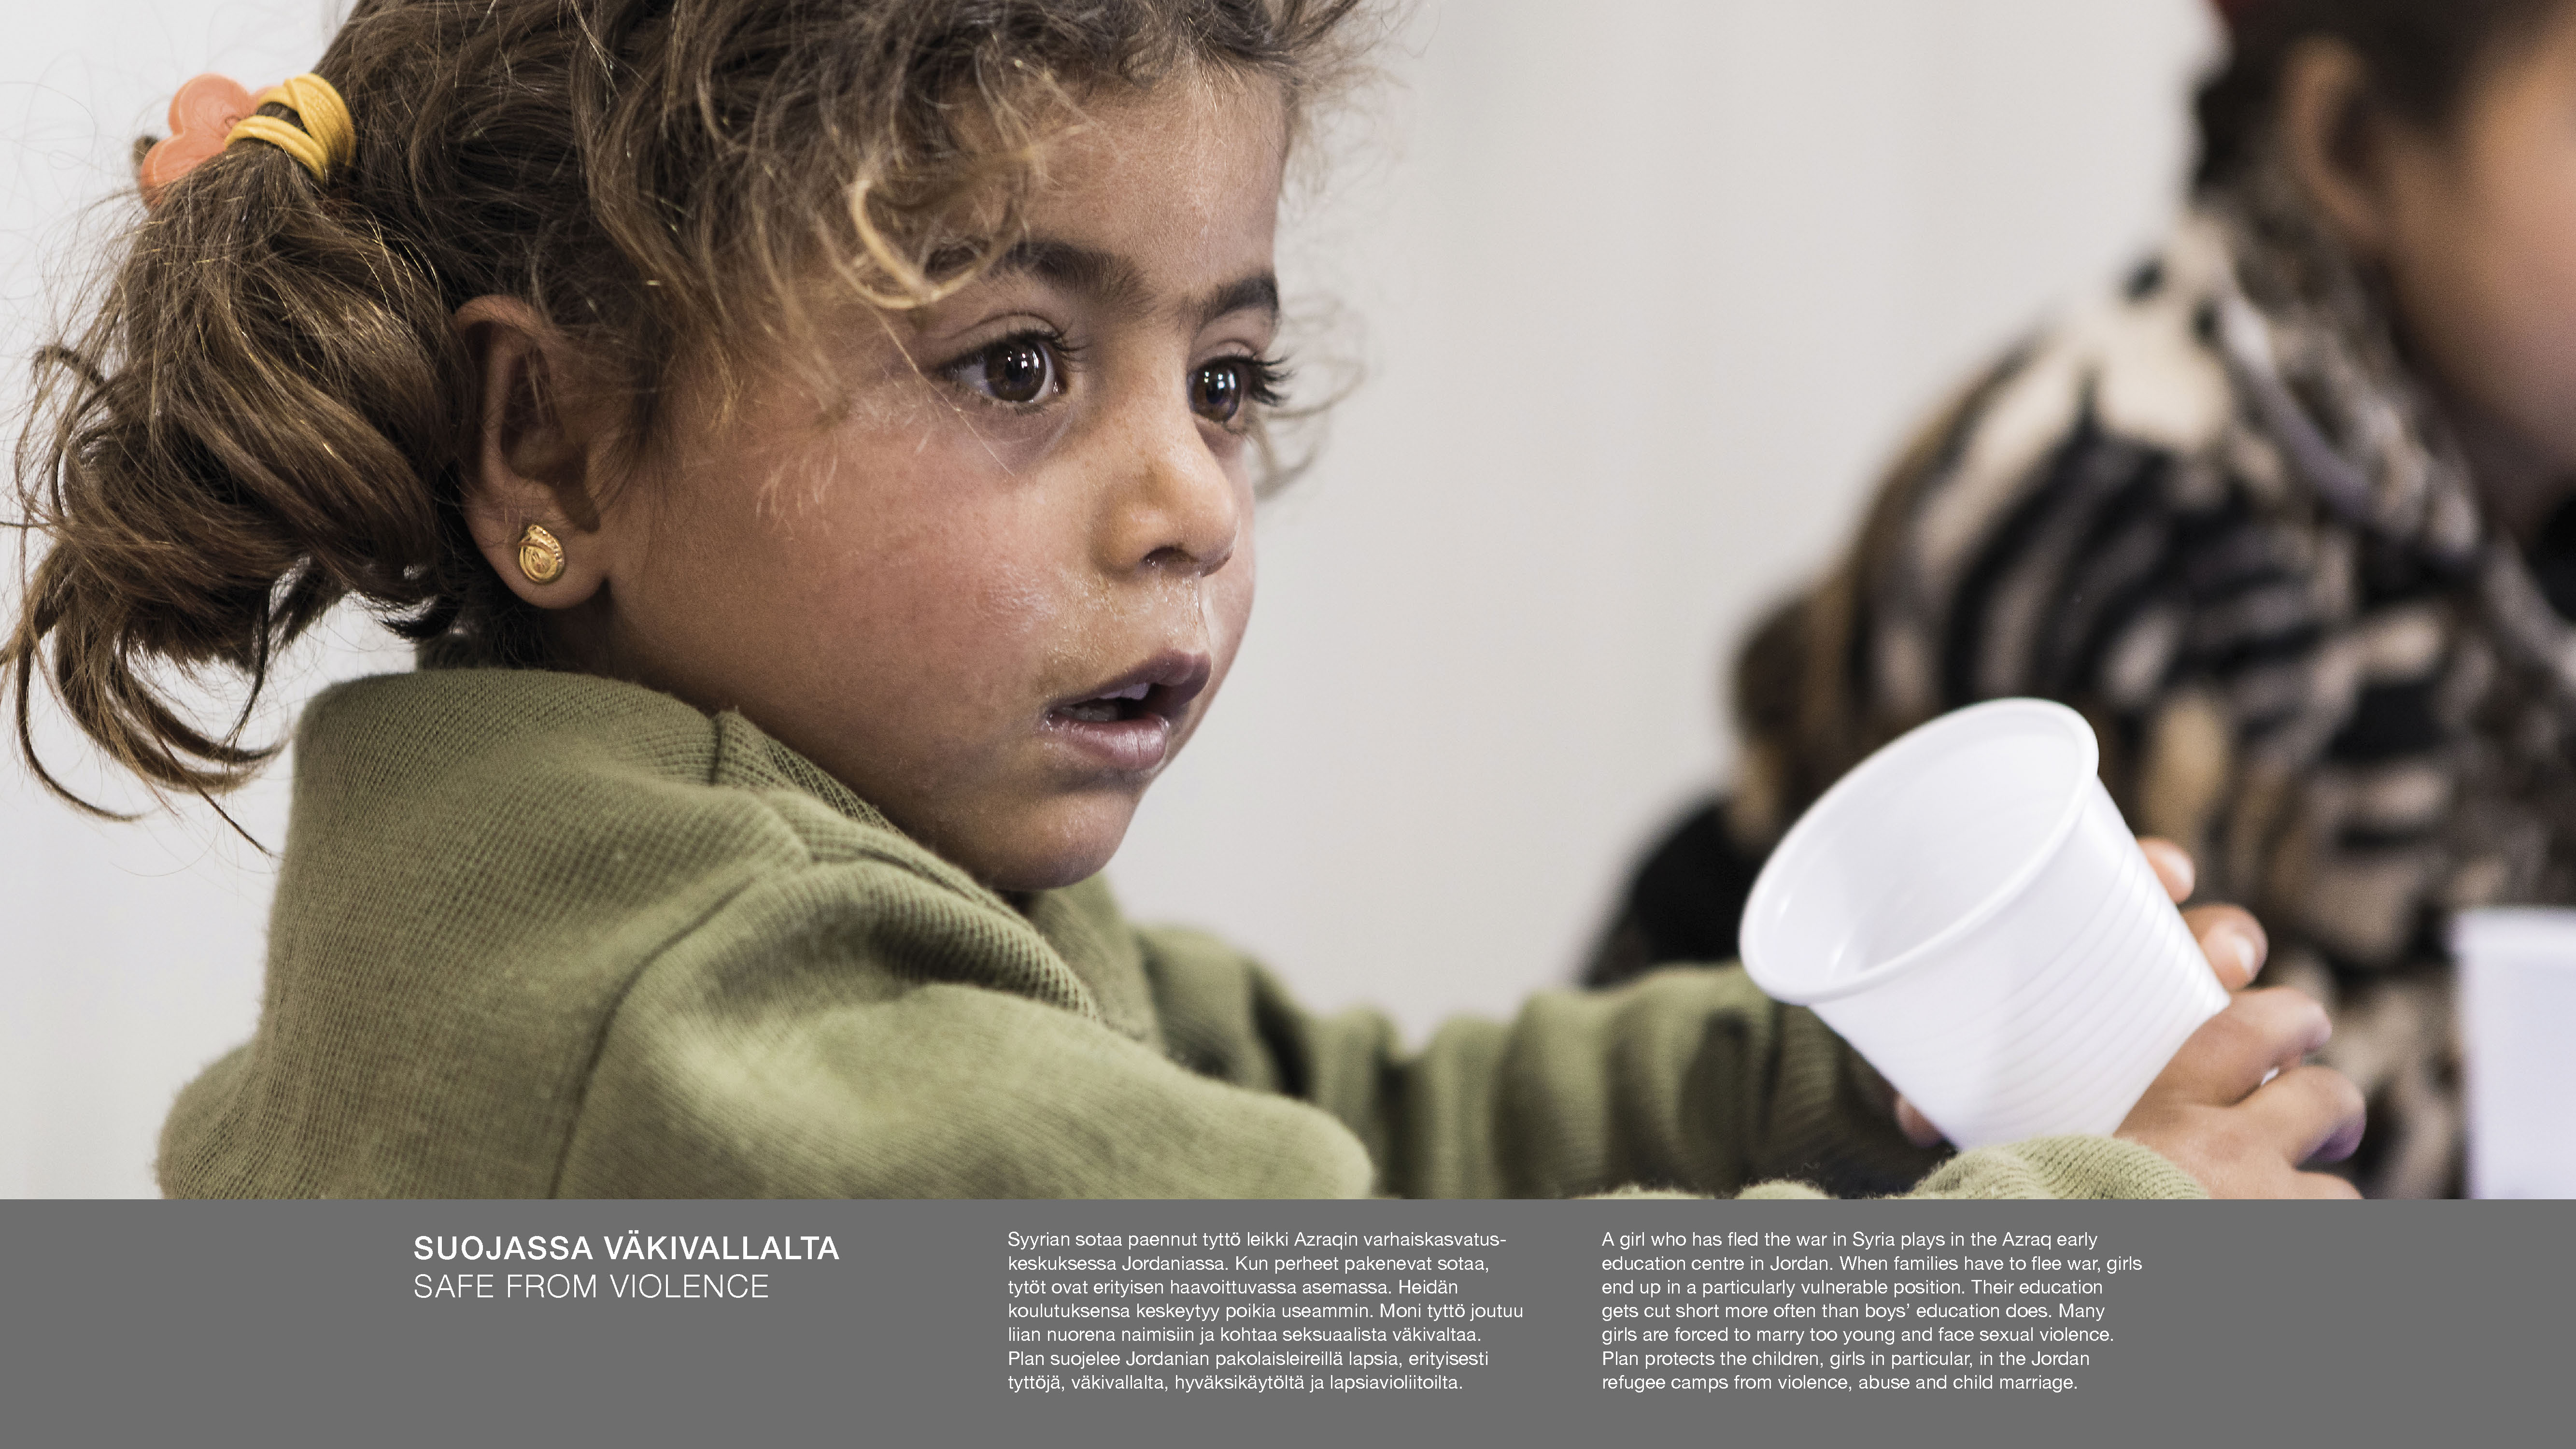 SUOJASSA VÄKIVALLALTA
SAFE FROM VIOLENCE
Syyrian sotaa paennut tyttö leikki Azraqin varhaiskasvatus-
keskuksessa Jordaniassa. Kun perheet pakenevat sotaa,
tytöt ovat erityisen haavoittuvassa asemassa. Heidän
koulutuksensa keskeytyy poikia useammin. Moni tyttö joutuu
liian nuorena naimisiin ja kohtaa seksuaalista väkivaltaa.
Plan suojelee Jordanian pakolaisleireillä lapsia, erityisesti
tyttöjä, väkivallalta, hyväksikäytöltä ja lapsiavioliitoilta.
A girl who has fled the war in Syria plays in the Azraq early
education centre in Jordan. When families have to flee war, girls
end up in a particularly vulnerable position. Their education
gets cut short more often than boys’ education does. Many
girls are forced to marry too young and face sexual violence.
Plan protects the children, girls in particular, in the Jordan
refugee camps from violence, abuse and child marriage.